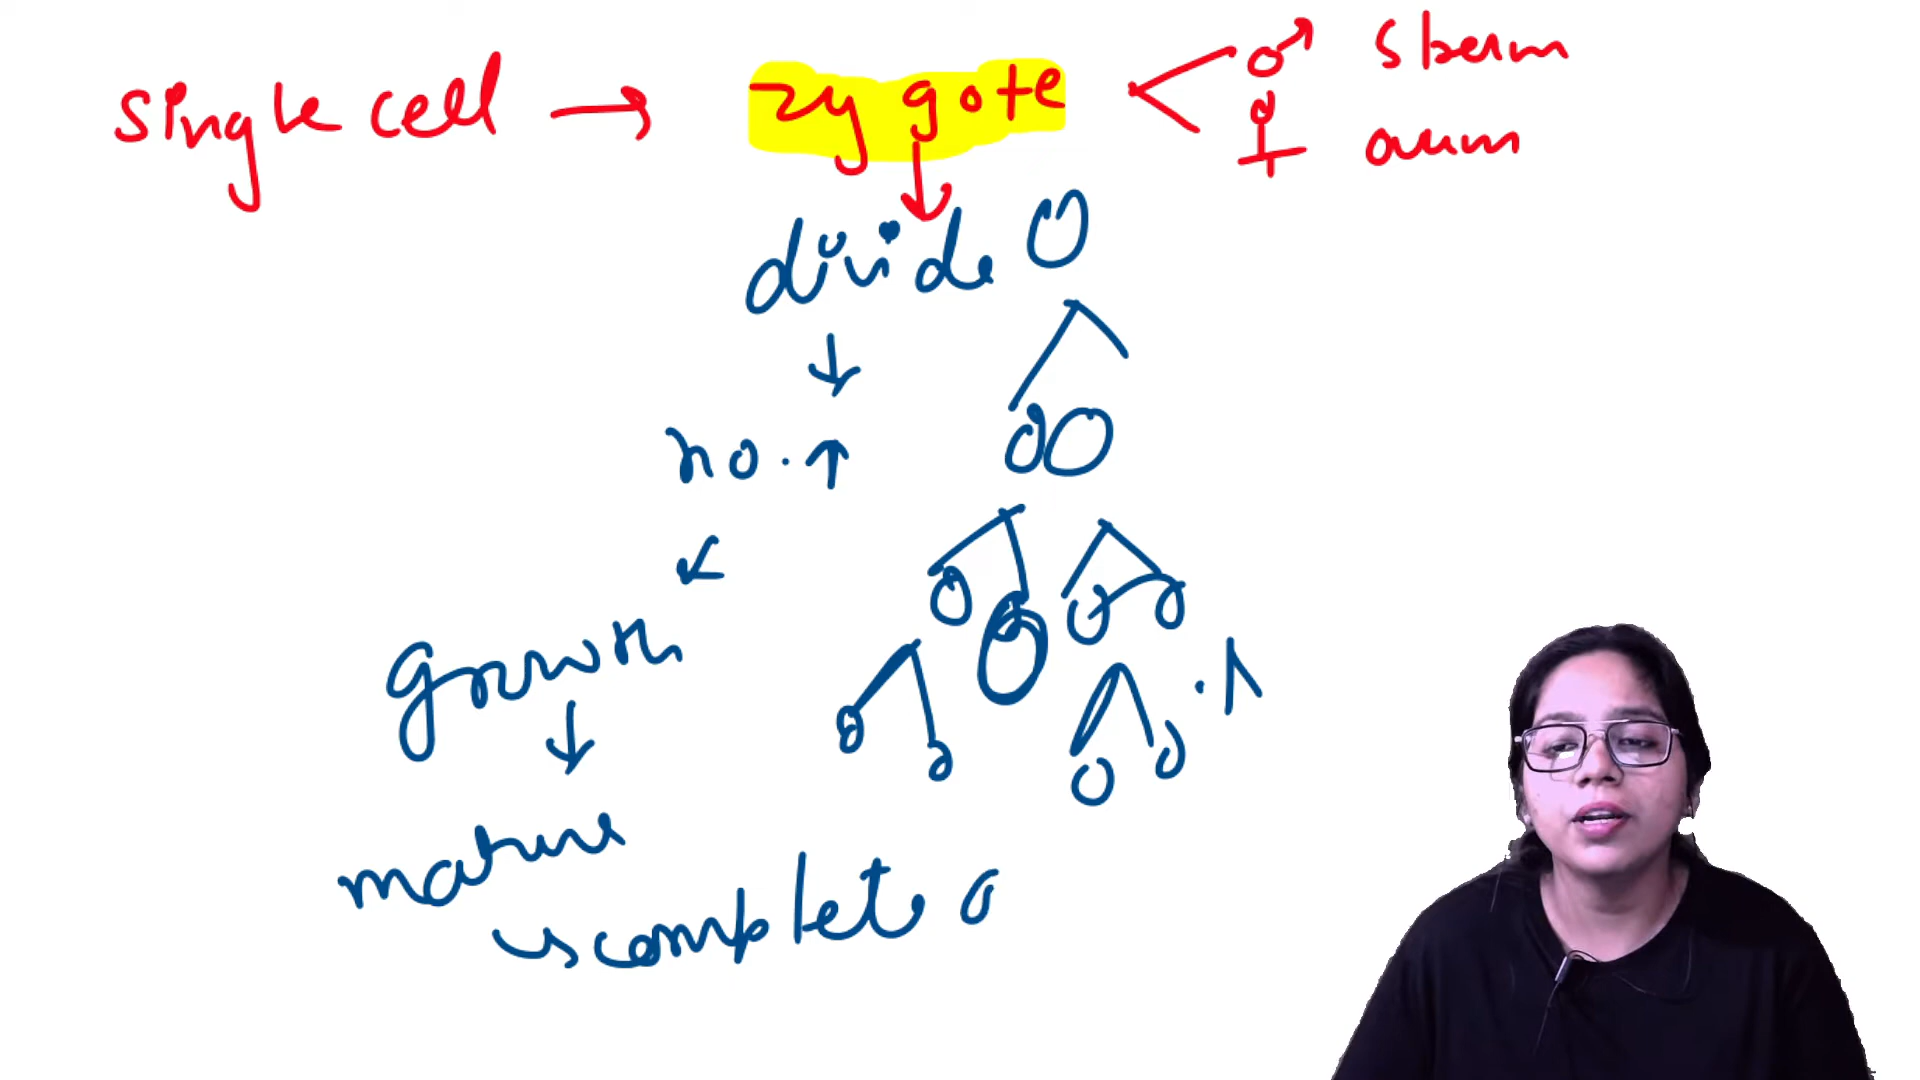 single cell → zygote < ♂ sperm
♀ ovum
↓
divide
↓
no. ↑
↙
growth
↓
mature
↳ complete o